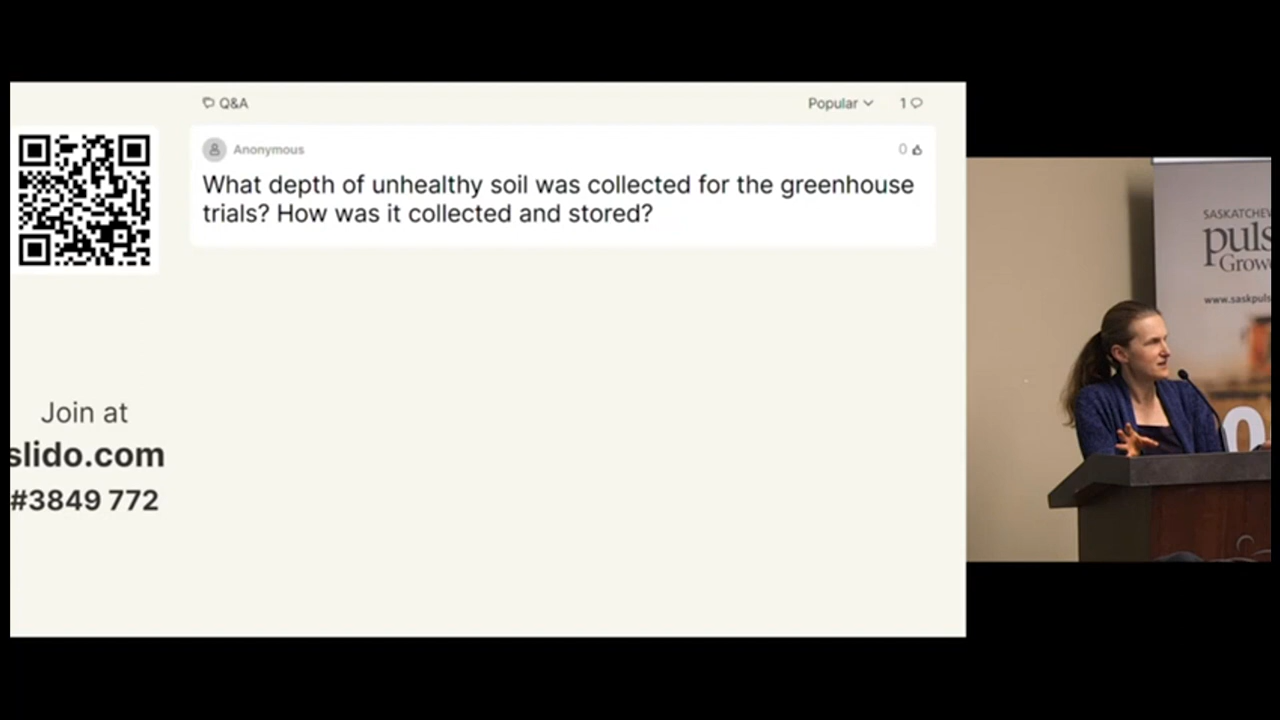 Q&A
Popular
1
Anonymous
0
What depth of unhealthy soil was collected for the greenhouse
trials? How was it collected and stored?
Join at
slido.com
#3849 772
puls
Grow
www.saskpuls
0